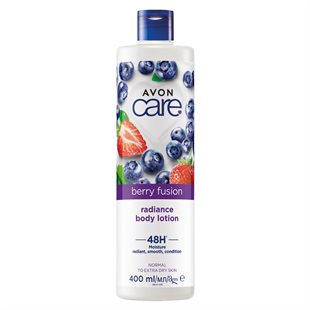 AVON
care
berry fusion
radiance
body lotion
48H
Moisture
radiant, smooth, condition
NORMAL
TO EXTRA DRY SKIN
400 ml/мл/